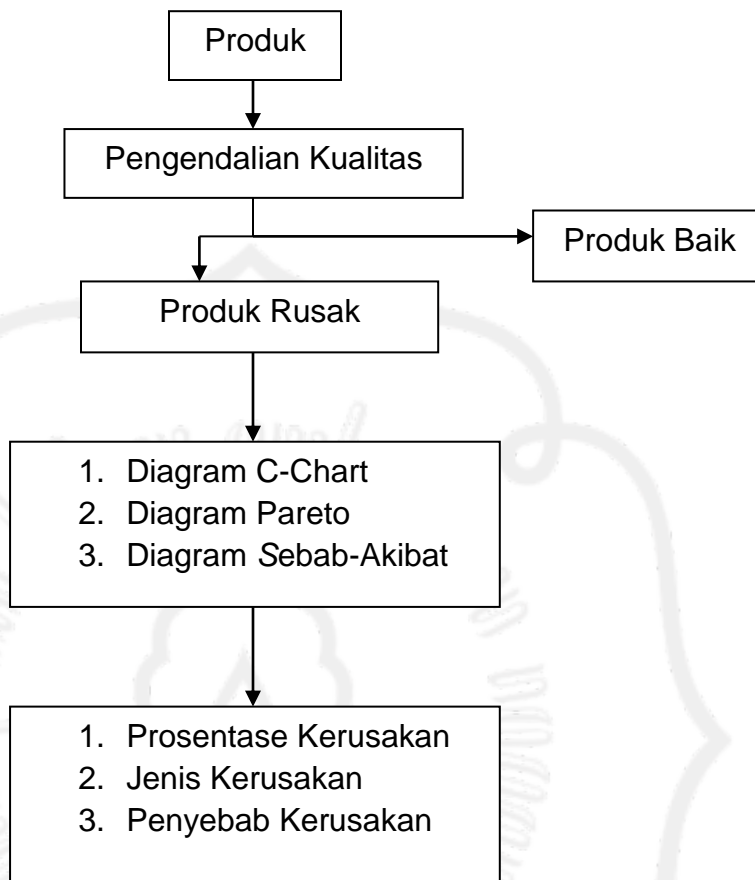 Produk
Pengendalian Kualitas
Produk Baik
Produk Rusak
1. Diagram C-Chart
2. Diagram Pareto
3. Diagram Sebab-Akibat
1. Prosentase Kerusakan
2. Jenis Kerusakan
3. Penyebab Kerusakan